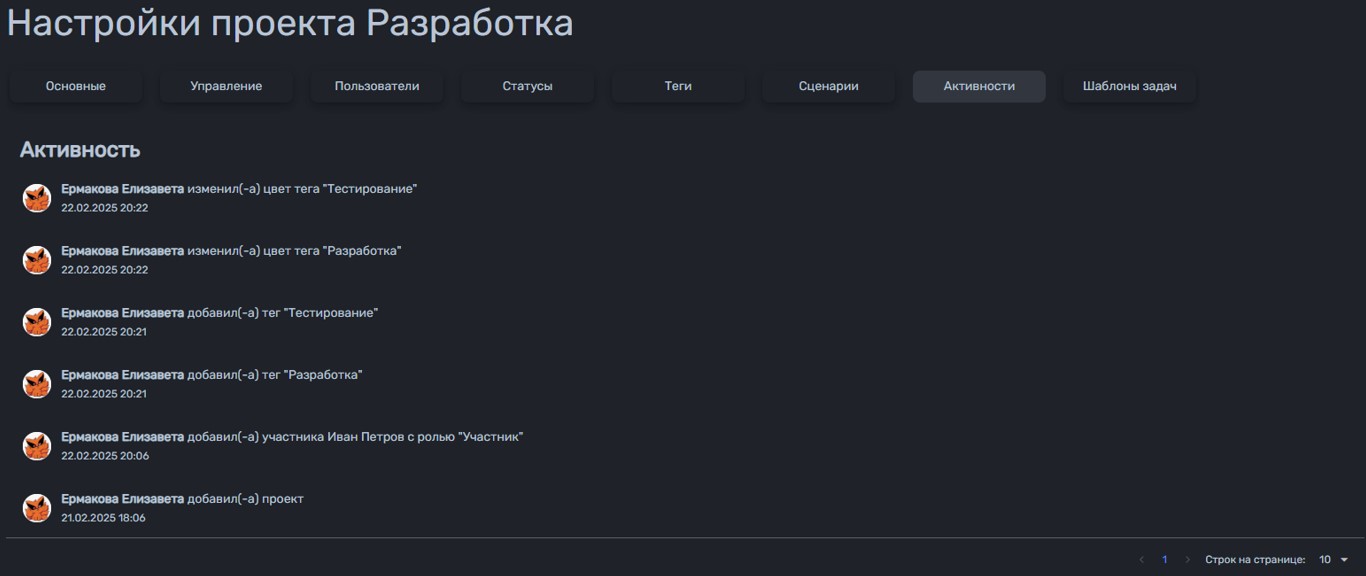 Настройки проекта Разработка
Основные Управление Пользователи Статусы Теги Сценарии Активности Шаблоны задач
Активность
Ермакова Елизавета изменил(-а) цвет тега "Тестирование"
22.02.2025 20:22
Ермакова Елизавета изменил(-а) цвет тега "Разработка"
22.02.2025 20:22
Ермакова Елизавета добавил(-а) тег "Тестирование"
22.02.2025 20:21
Ермакова Елизавета добавил(-а) тег "Разработка"
22.02.2025 20:21
Ермакова Елизавета добавил(-а) участника Иван Петров с ролью "Участник"
22.02.2025 20:06
Ермакова Елизавета добавил(-а) проект
21.02.2025 18:06
1 Строк на странице: 10